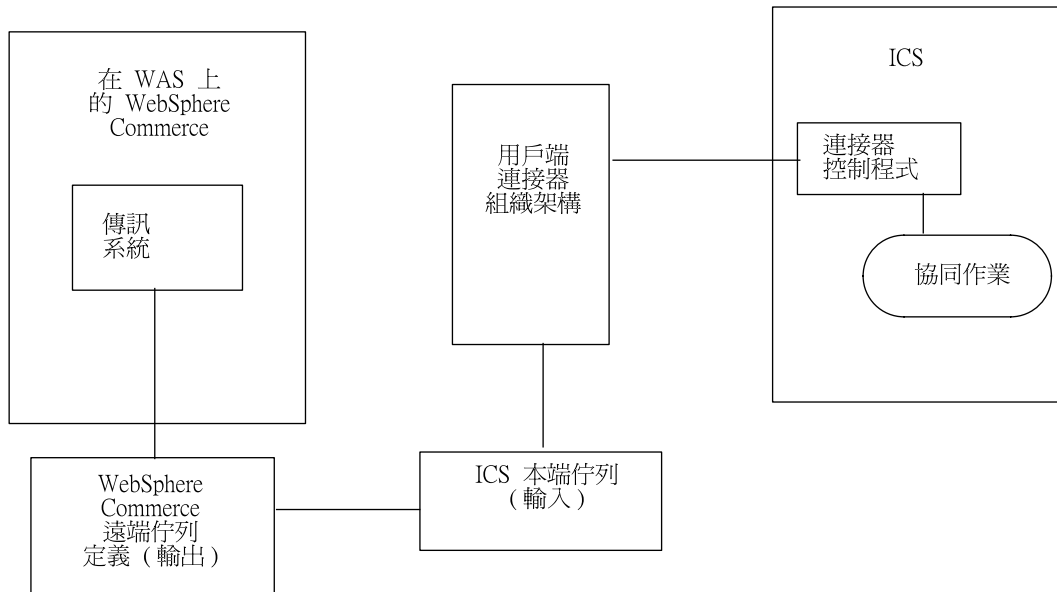 在 WAS 上
的 WebSphere
Commerce
傳訊
系統
WebSphere
Commerce
遠端佇列
定義 (輸出)
ICS 本端佇列
(輸入)
用戶端
連接器
組織架構
ICS
連接器
控制程式
協同作業